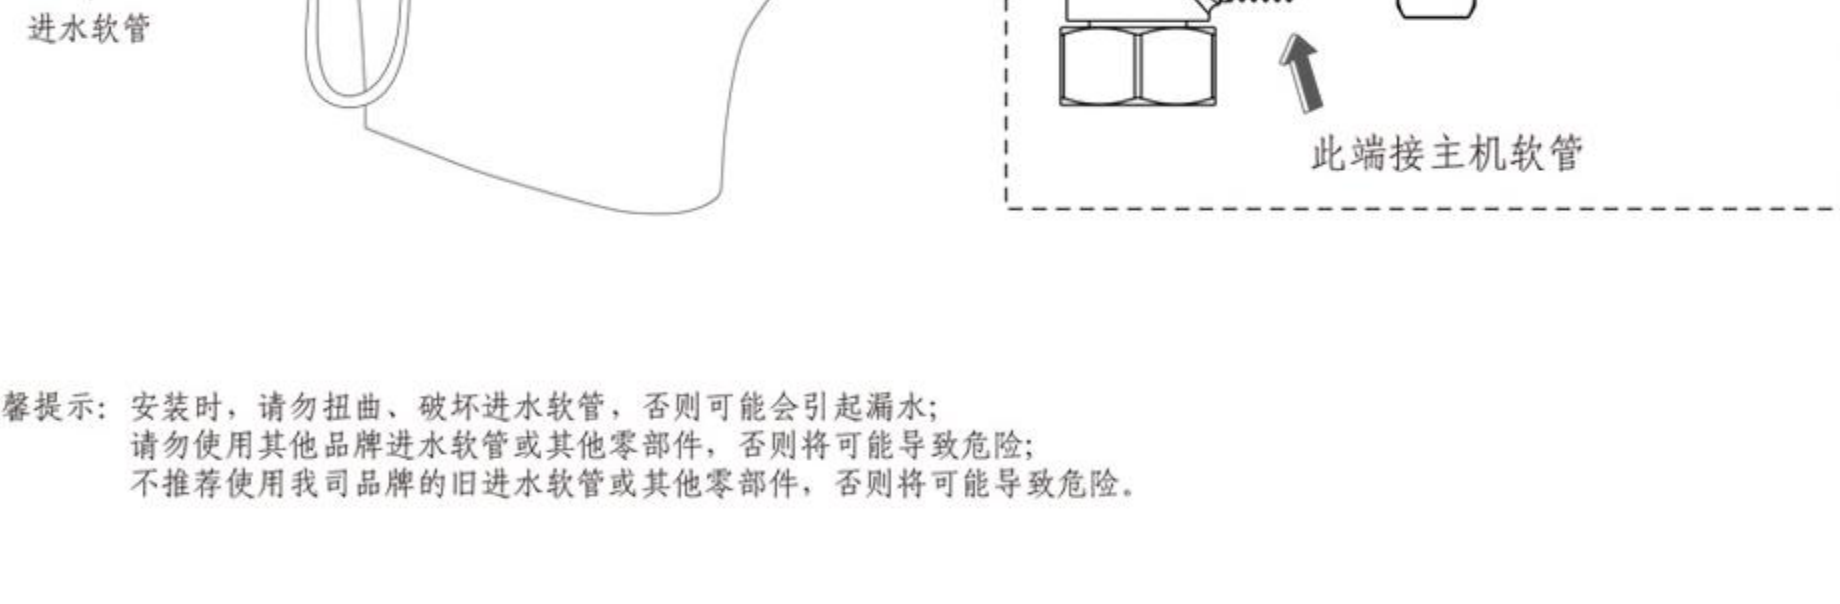 进水软管
此端接主机软管
馨提示：安装时，请勿扭曲、破坏进水软管，否则可能会引起漏水；
请勿使用其他品牌进水软管或其他零部件，否则将可能导致危险；
不推荐使用我司品牌的旧进水软管或其他零部件，否则将可能导致危险。